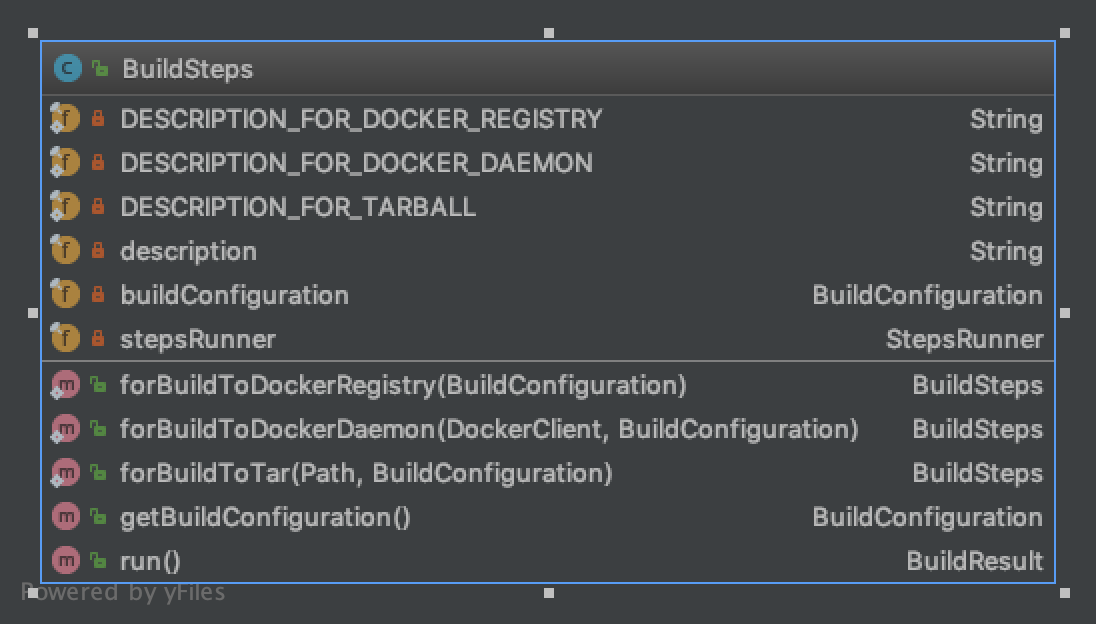 BuildSteps
DESCRIPTION_FOR_DOCKER_REGISTRY String
DESCRIPTION_FOR_DOCKER_DAEMON String
DESCRIPTION_FOR_TARBALL String
description String
buildConfiguration BuildConfiguration
stepsRunner StepsRunner
forBuildToDockerRegistry(BuildConfiguration) BuildSteps
forBuildToDockerDaemon(DockerClient, BuildConfiguration) BuildSteps
forBuildToTar(Path, BuildConfiguration) BuildSteps
getBuildConfiguration() BuildConfiguration
run() BuildResult
Powered by yFiles